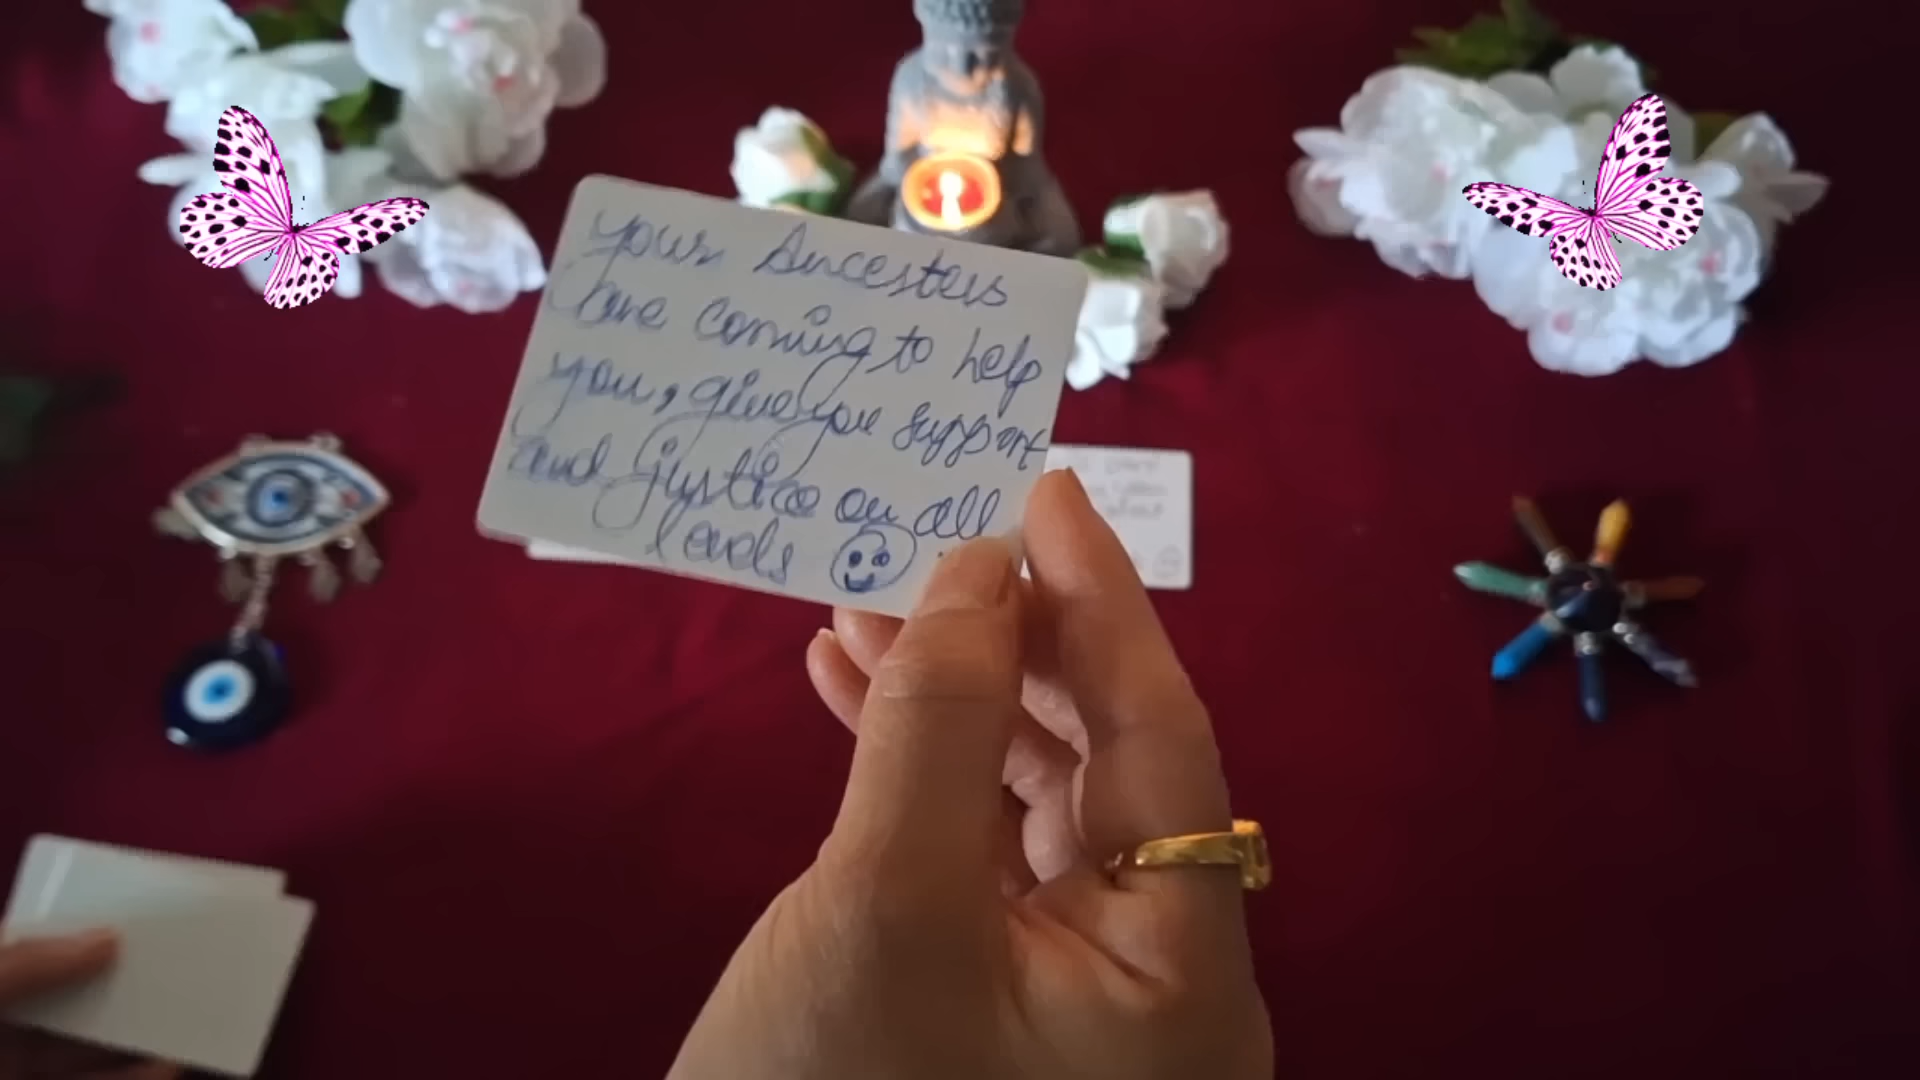 your Ancesters
are coming to help
you, give you support
and justice on all
levels